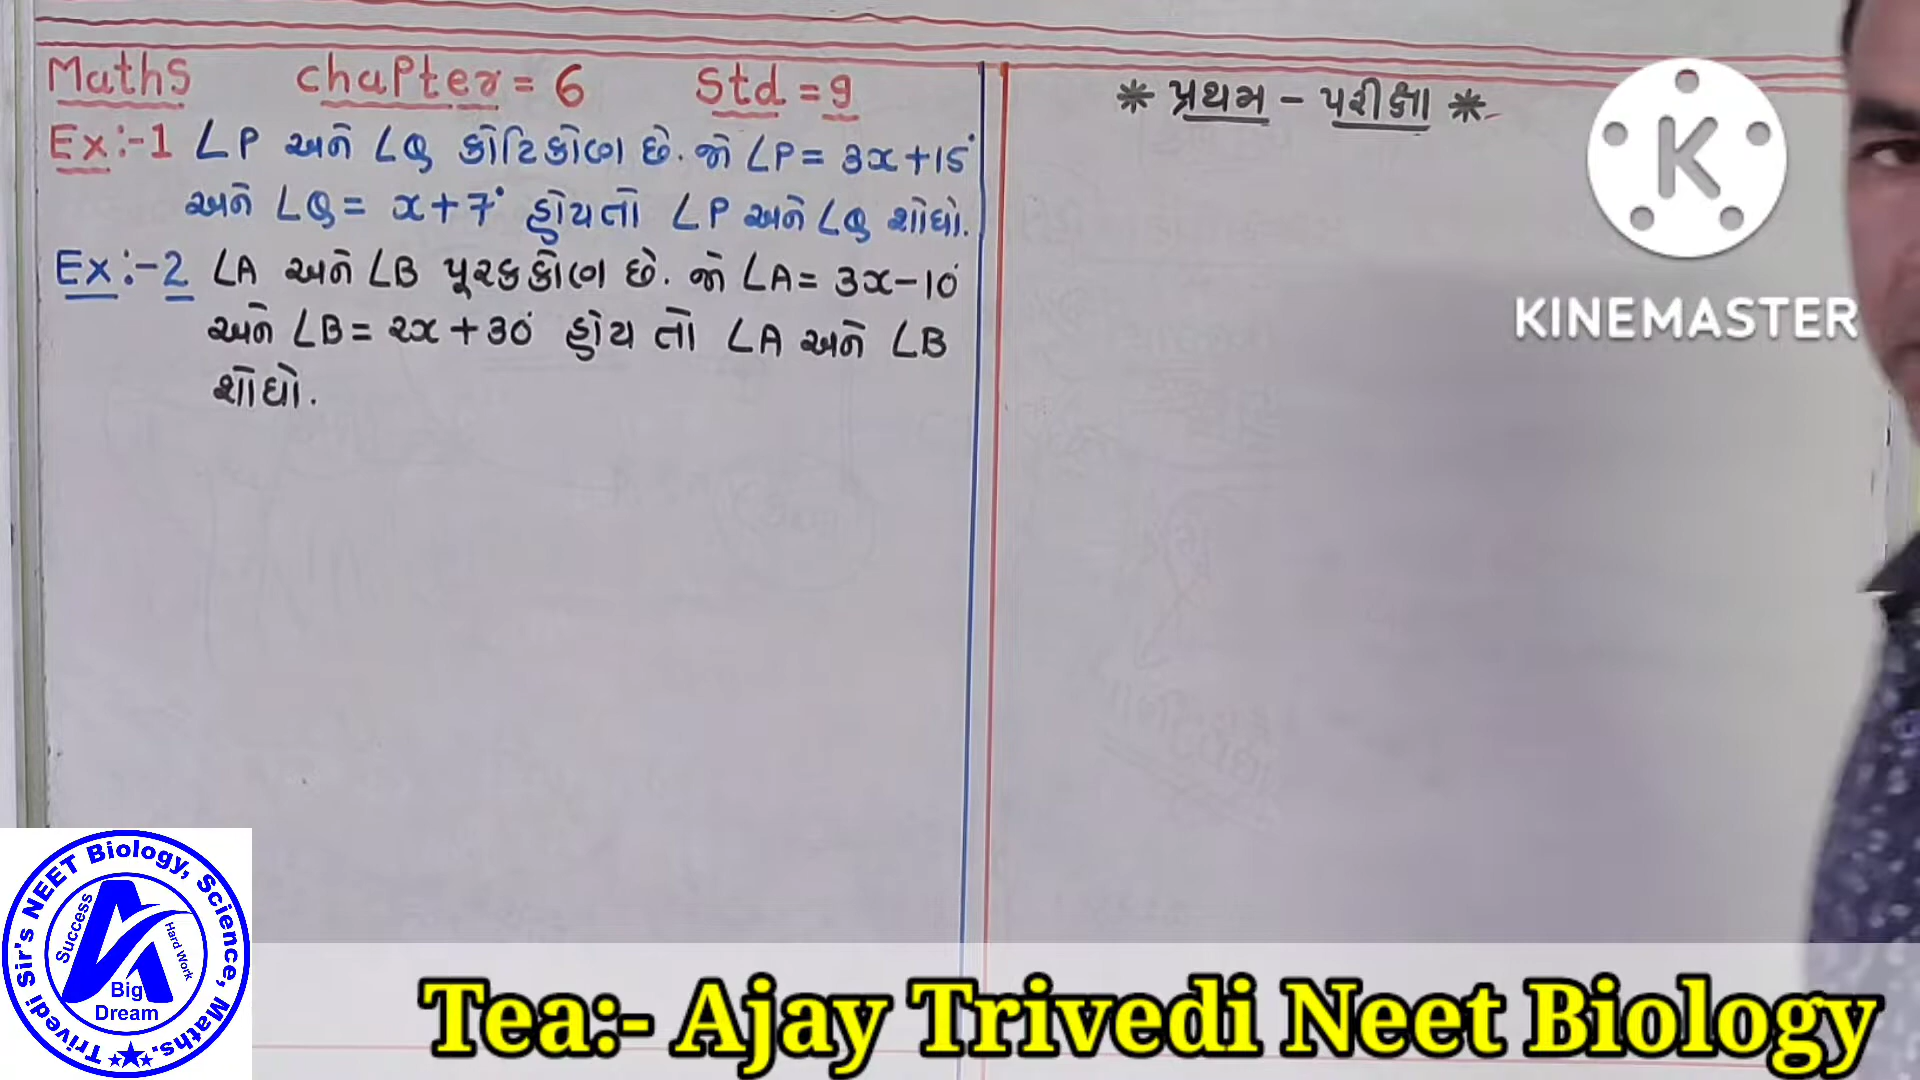 Maths chapter = 6 Std = 9
Ex:-1 ∠P અને ∠Q કોટિકોણ છે. જો ∠P = 3x + 15°
અને ∠Q = x + 7° હોય તો ∠P અને ∠Q શોધો.
Ex:-2 ∠A અને ∠B પૂરકકોણ છે. જો ∠A = 3x - 10°
અને ∠B = 2x + 30° હોય તો ∠A અને ∠B
શોધો.
* પ્રથમ - પરીક્ષા *
K
KINEMASTER
Trivedi Sir's NEET Biology, Science, Maths.
Success
Hard Work
Big
Dream
Tea:- Ajay Trivedi Neet Biology